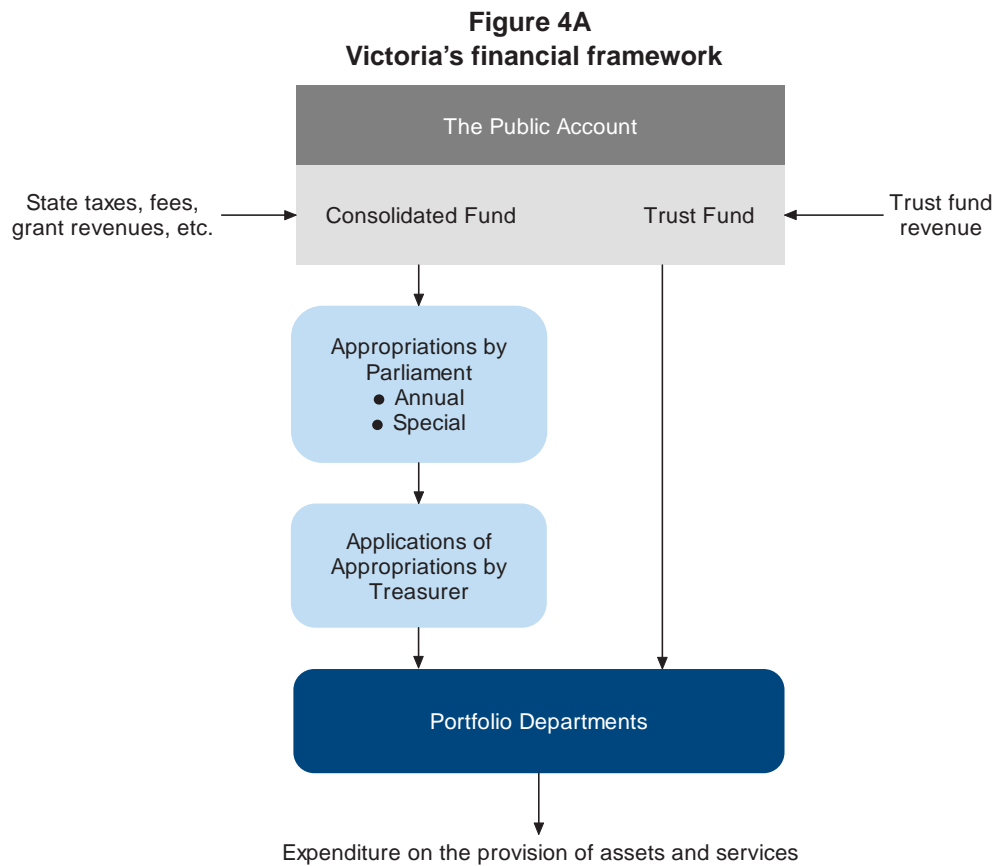 Figure 4A
Victoria's financial framework
The Public Account
State taxes, fees,
grant revenues, etc.
Consolidated Fund
Trust Fund
Trust fund
revenue
Appropriations by
Parliament
● Annual
● Special
Applications of
Appropriations by
Treasurer
Portfolio Departments
Expenditure on the provision of assets and services